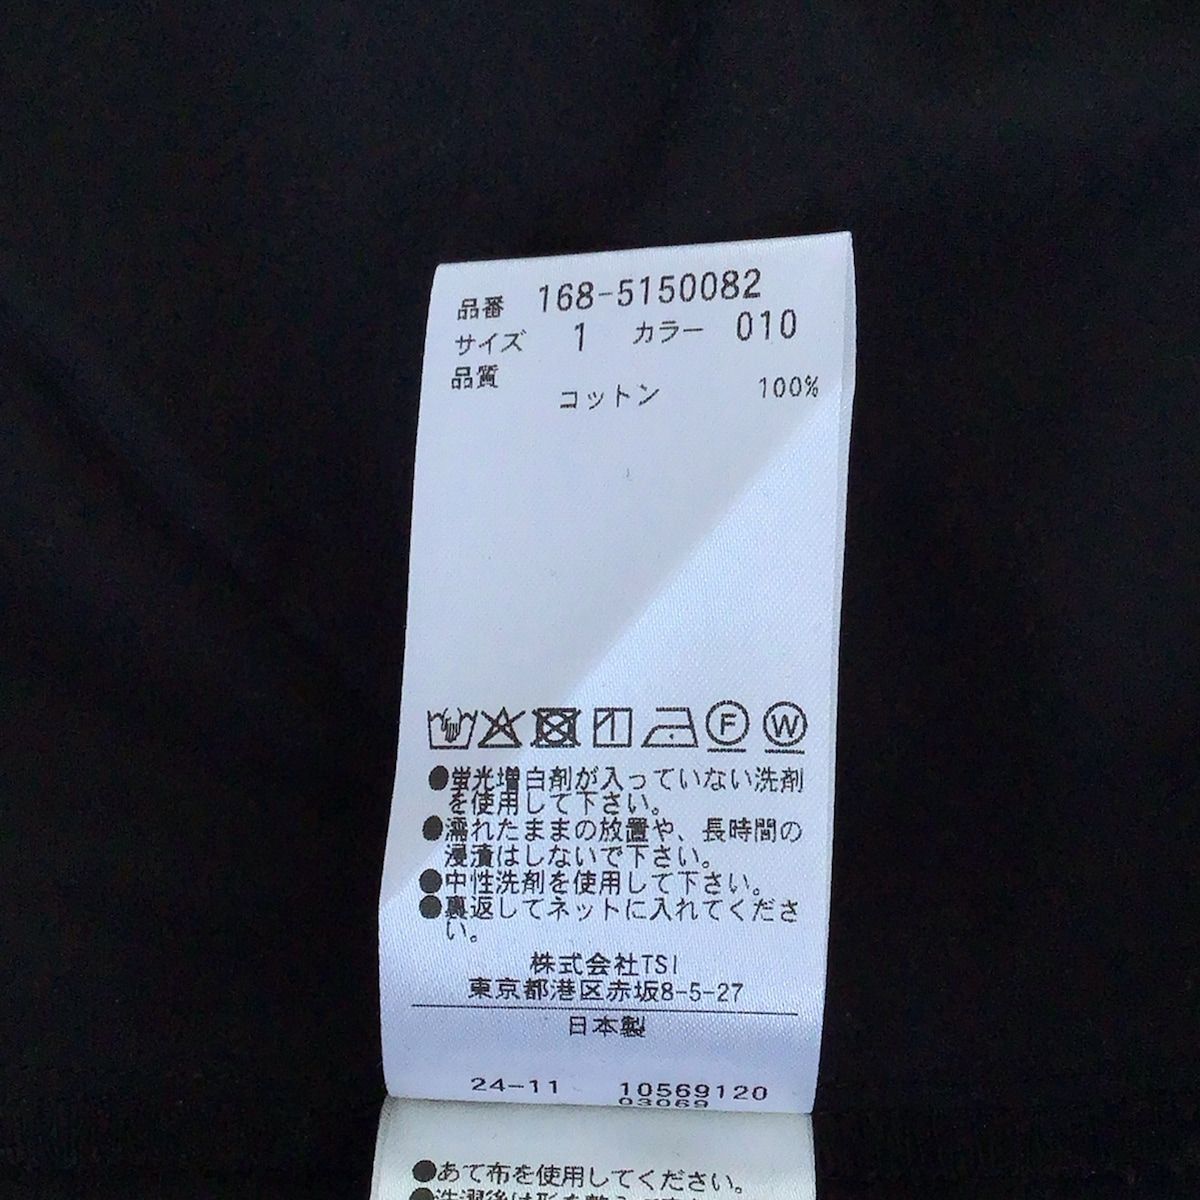 品番 168-5150082
サイズ 1 カラー 010
品質
コットン 100%
F W
●蛍光増白剤が入っていない洗剤
を使用して下さい。
●濡れたままの放置や、長時間の
浸漬はしないで下さい。
●中性洗剤を使用して下さい。
●裏返してネットに入れてくださ
い。
株式会社TSI
東京都港区赤坂8-5-27
日本製
24-11 10569120
03069
●あて布を使用してください。